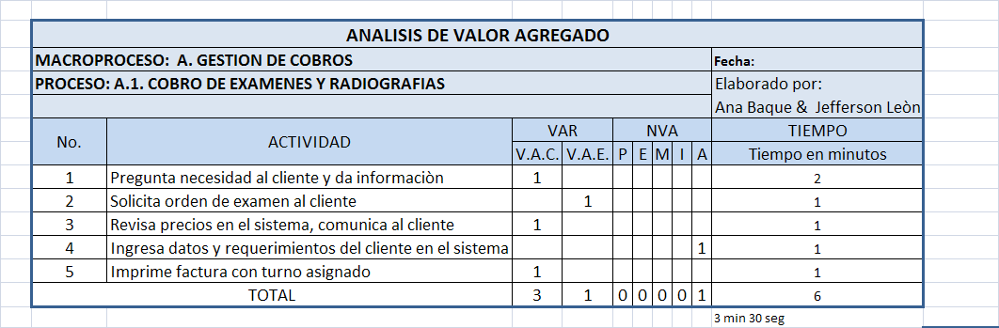 ANALISIS DE VALOR AGREGADO
MACROPROCESO: A. GESTION DE COBROS Fecha:
PROCESO: A.1. COBRO DE EXAMENES Y RADIOGRAFIAS Elaborado por:
Ana Baque & Jefferson Leòn
No. ACTIVIDAD VAR NVA TIEMPO
V.A.C. V.A.E. P E M I A Tiempo en minutos
1 Pregunta necesidad al cliente y da informaciòn 1 2
2 Solicita orden de examen al cliente 1 1
3 Revisa precios en el sistema, comunica al cliente 1 1
4 Ingresa datos y requerimientos del cliente en el sistema 1 1
5 Imprime factura con turno asignado 1 1
TOTAL 3 1 0 0 0 0 1 6
3 min 30 seg